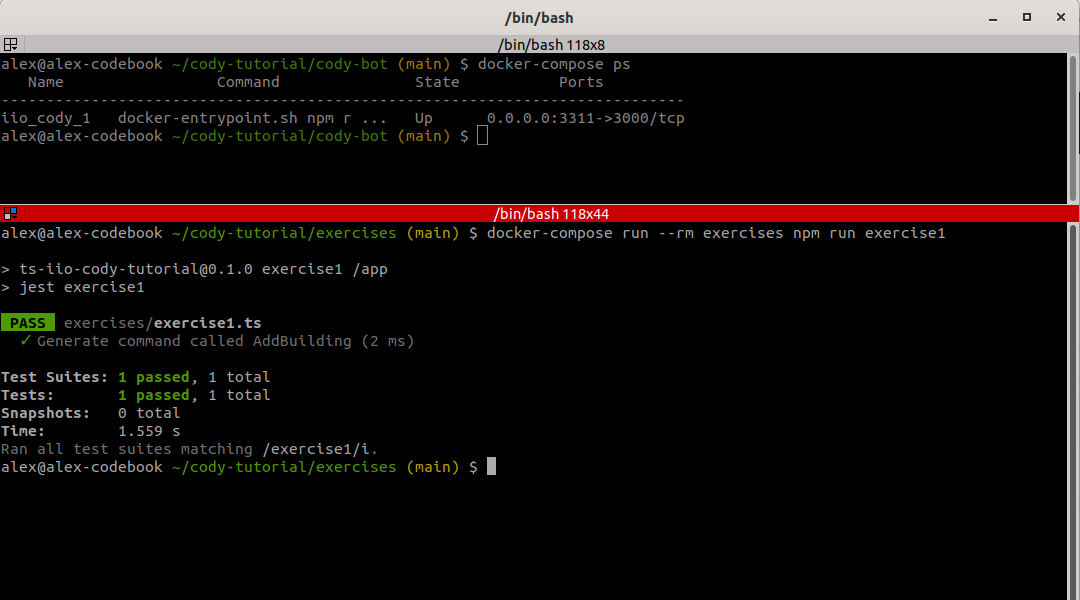 /bin/bash
/bin/bash 118x8
alex@alex-codebook ~/cody-tutorial/cody-bot (main) $ docker-compose ps
   Name                 Command               State           Ports
----------------------------------------------------------------------------
iio_cody_1   docker-entrypoint.sh npm r ...   Up      0.0.0.0:3311->3000/tcp
alex@alex-codebook ~/cody-tutorial/cody-bot (main) $
/bin/bash 118x44
alex@alex-codebook ~/cody-tutorial/exercises (main) $ docker-compose run --rm exercises npm run exercise1
> ts-iio-cody-tutorial@0.1.0 exercise1 /app
> jest exercise1
PASS exercises/exercise1.ts
✓ Generate command called AddBuilding (2 ms)
Test Suites: 1 passed, 1 total
Tests:       1 passed, 1 total
Snapshots:   0 total
Time:        1.559 s
Ran all test suites matching /exercise1/i.
alex@alex-codebook ~/cody-tutorial/exercises (main) $